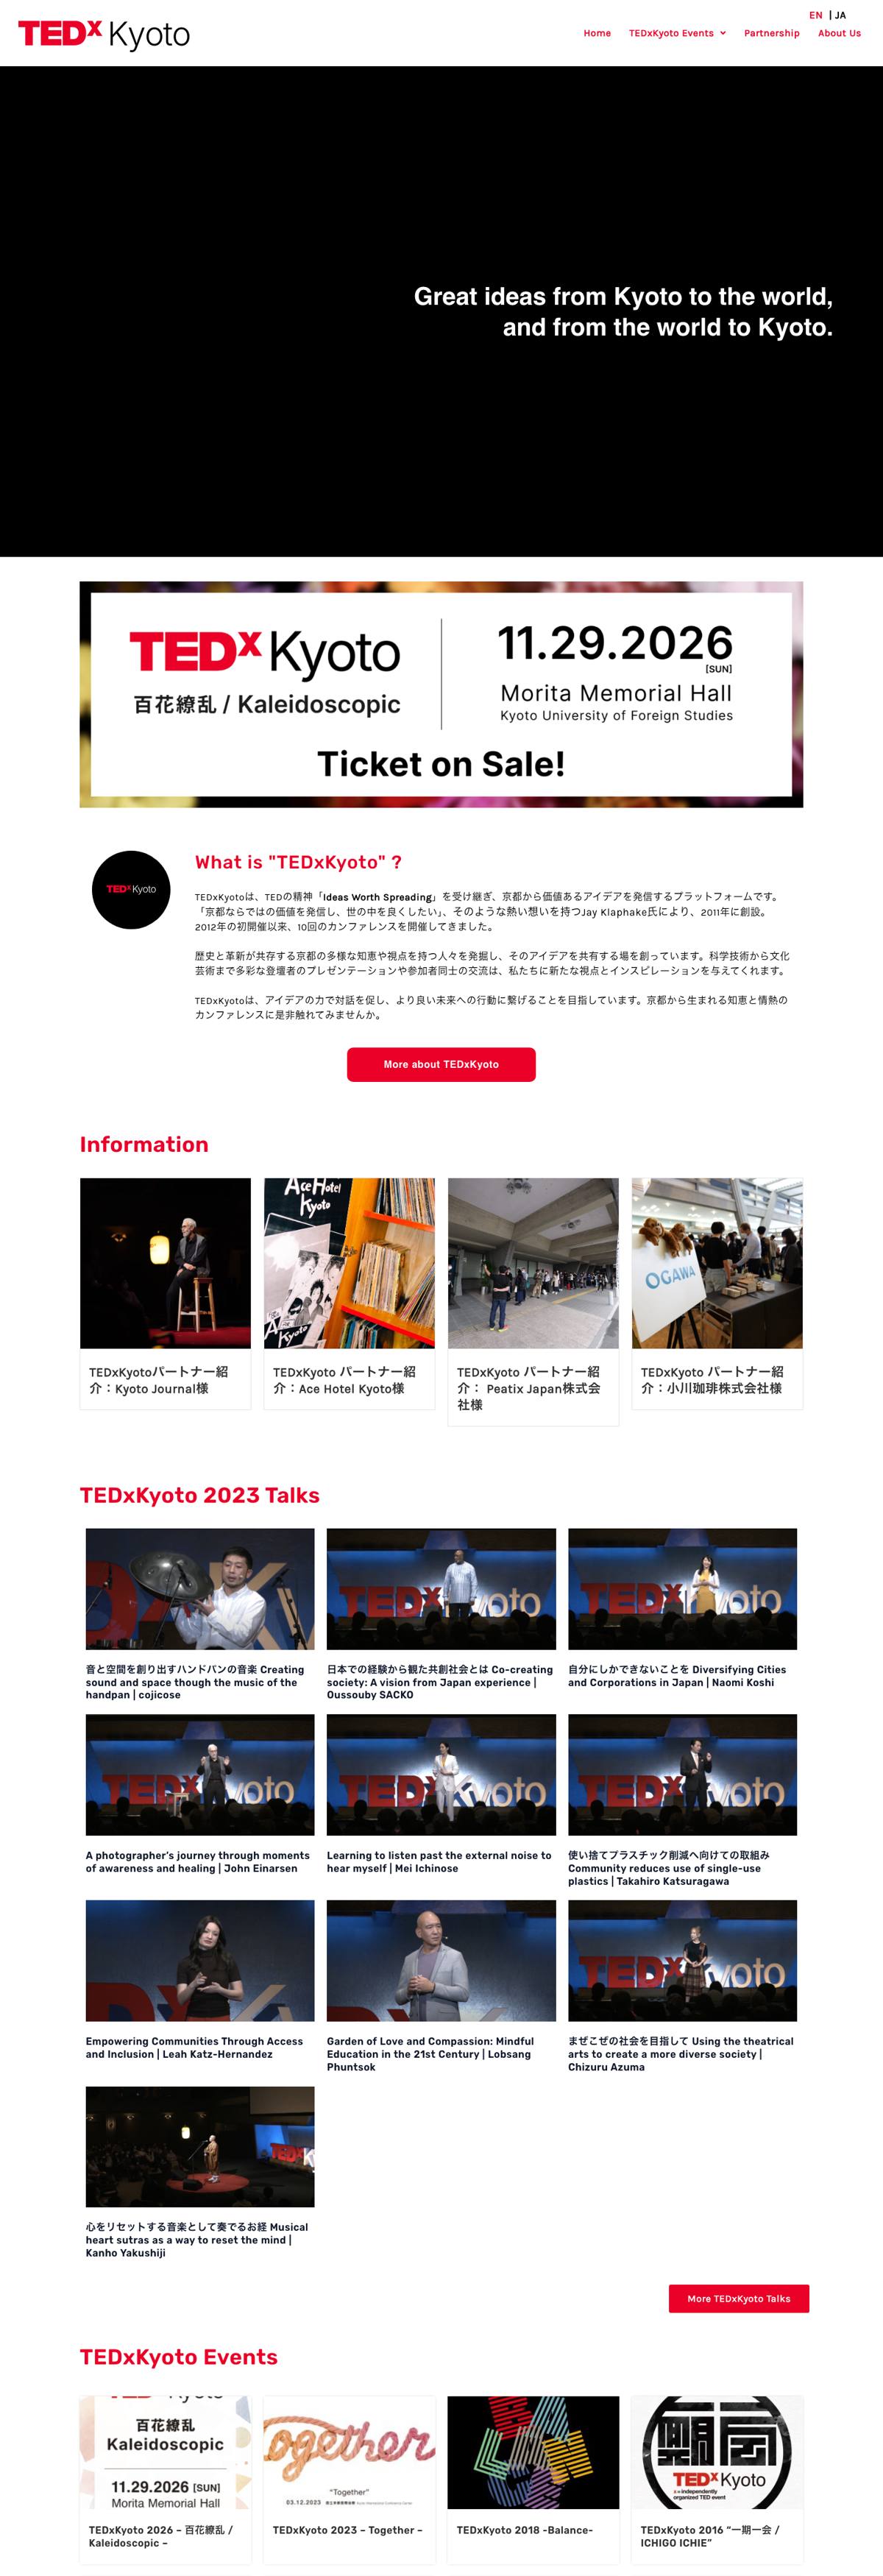 TEDx Kyoto
EN | JA
Home TEDxKyoto Events Partnership About Us
Great ideas from Kyoto to the world,
and from the world to Kyoto.
TEDx Kyoto
百花繚乱 / Kaleidoscopic
11.29.2026
[SUN]
Morita Memorial Hall
Kyoto University of Foreign Studies
Ticket on Sale!
TEDx Kyoto
What is "TEDxKyoto" ?
TEDxKyotoは、TEDの精神「Ideas Worth Spreading」を受け継ぎ、京都から価値あるアイデアを発信するプラットフォームです。
「京都ならではの価値を発信し、世の中を良くしたい」、そのような熱い想いを持つJay Klaphake氏により、2011年に創設。
2012年の初開催以来、10回のカンファレンスを開催してきました。
歴史と革新が共存する京都の多様な知恵や視点を持つ人々を発掘し、そのアイデアを共有する場を創っています。科学技術から文化
芸術まで多彩な登壇者のプレゼンテーションや参加者同士の交流は、私たちに新たな視点とインスピレーションを与えてくれます。
TEDxKyotoは、アイデアの力で対話を促し、より良い未来への行動に繋げることを目指しています。京都から生まれる知恵と情熱の
カンファレンスに是非触れてみませんか。
More about TEDxKyoto
Information
Ace Hotel
Kyoto
OGAWA
TEDxKyotoパートナー紹
介：Kyoto Journal様
TEDxKyoto パートナー紹
介：Ace Hotel Kyoto様
TEDxKyoto パートナー紹
介： Peatix Japan株式会
社様
TEDxKyoto パートナー紹
介：小川珈琲株式会社様
TEDxKyoto 2023 Talks
音と空間を創り出すハンドパンの音楽 Creating
sound and space though the music of the
handpan | cojicose
日本での経験から観た共創社会とは Co-creating
society: A vision from Japan experience |
Oussouby SACKO
自分にしかできないことを Diversifying Cities
and Corporations in Japan | Naomi Koshi
A photographer's journey through moments
of awareness and healing | John Einarsen
Learning to listen past the external noise to
hear myself | Mei Ichinose
使い捨てプラスチック削減へ向けての取組み
Community reduces use of single-use
plastics | Takahiro Katsuragawa
Empowering Communities Through Access
and Inclusion | Leah Katz-Hernandez
Garden of Love and Compassion: Mindful
Education in the 21st Century | Lobsang
Phuntsok
まぜこぜの社会を目指して Using the theatrical
arts to create a more diverse society |
Chizuru Azuma
心をリセットする音楽として奏でるお経 Musical
heart sutras as a way to reset the mind |
Kanho Yakushiji
More TEDxKyoto Talks
TEDxKyoto Events
百花繚乱
Kaleidoscopic
11.29.2026 [SUN]
Morita Memorial Hall
ogether
"Together"
03.12.2023
TEDx Kyoto
x = independently
organized TED event
TEDxKyoto 2026 – 百花繚乱 /
Kaleidoscopic –
TEDxKyoto 2023 – Together –
TEDxKyoto 2018 -Balance-
TEDxKyoto 2016 "一期一会 /
ICHIGO ICHIE"